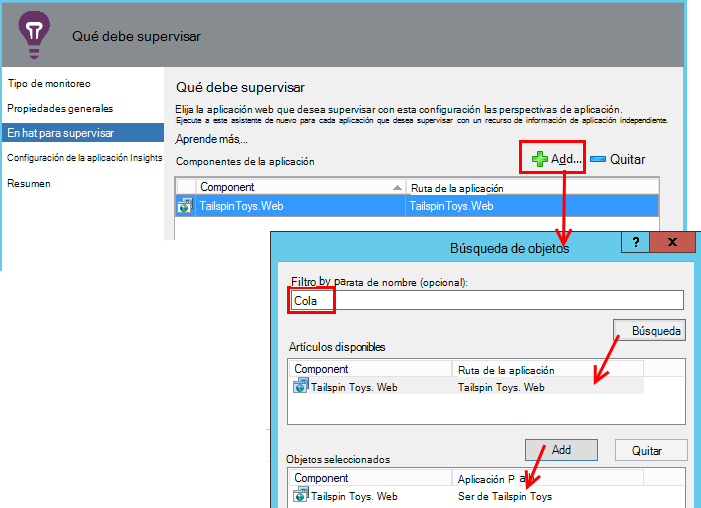 Qué debe supervisar
Tipo de monitoreo
Propiedades generales
En hat para supervisar
Configuración de la aplicación Insights
Resumen
Qué debe supervisar
Elija la aplicación web que desea supervisar con esta configuración las perspectivas de aplicación.
Ejecute a este asistente de nuevo para cada aplicación que desea supervisar con un recurso de información de aplicación independiente.
Aprende más,...
Componentes de la aplicación
Add...
Quitar
Component
Ruta de la aplicación
TailspinToys.Web
TailspinToys.Web
Búsqueda de objetos
?
X
Filtro by parata de nombre (opcional):
Cola
Búsqueda
Artículos disponibles
Component
Ruta de la aplicación
Tailspin Toys. Web
Tailspin Toys. Web
Add
Quitar
Objetos seleccionados
Component
Aplicación P a
Tailspin Toys. Web
Ser de Tailspin Toys